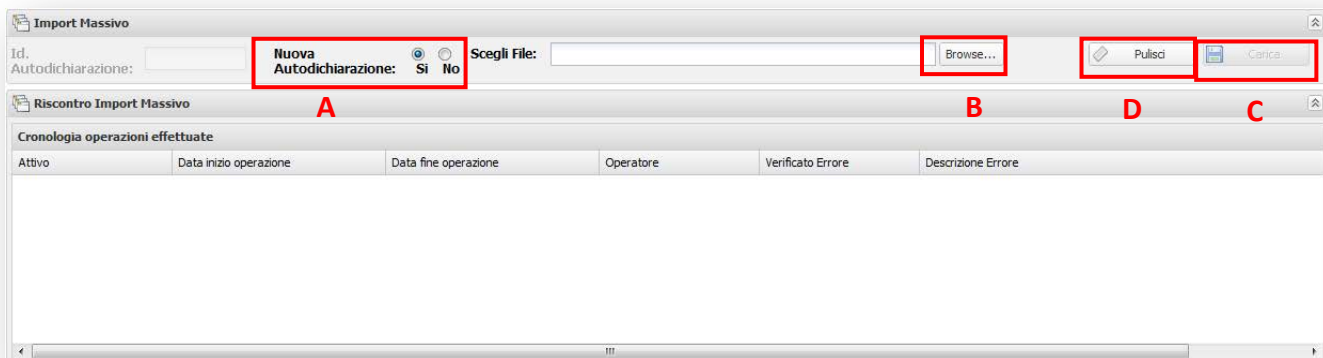 Import Massivo
Id. Autodichiarazione:
Nuova Autodichiarazione:
Si No
Scegli File:
Browse...
Pulisci
Carica
Riscontro Import Massivo
A
B
D
C
Cronologia operazioni effettuate
Attivo Data inizio operazione Data fine operazione Operatore Verificato Errore Descrizione Errore